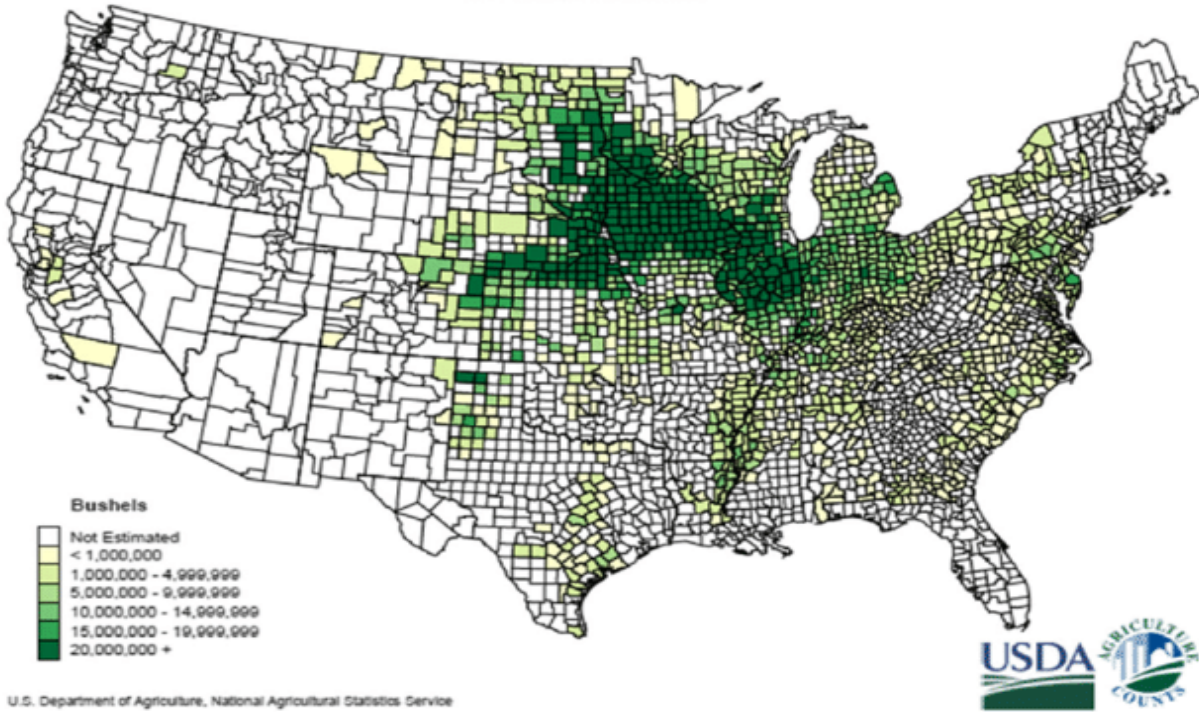 Bushels
Not Estimated
< 1,000,000
1,000,000 - 4,999,999
5,000,000 - 9,999,999
10,000,000 - 14,999,999
15,000,000 - 19,999,999
20,000,000 +
U.S. Department of Agriculture, National Agricultural Statistics Service
USDA
AGRICULTURE
COUNTS